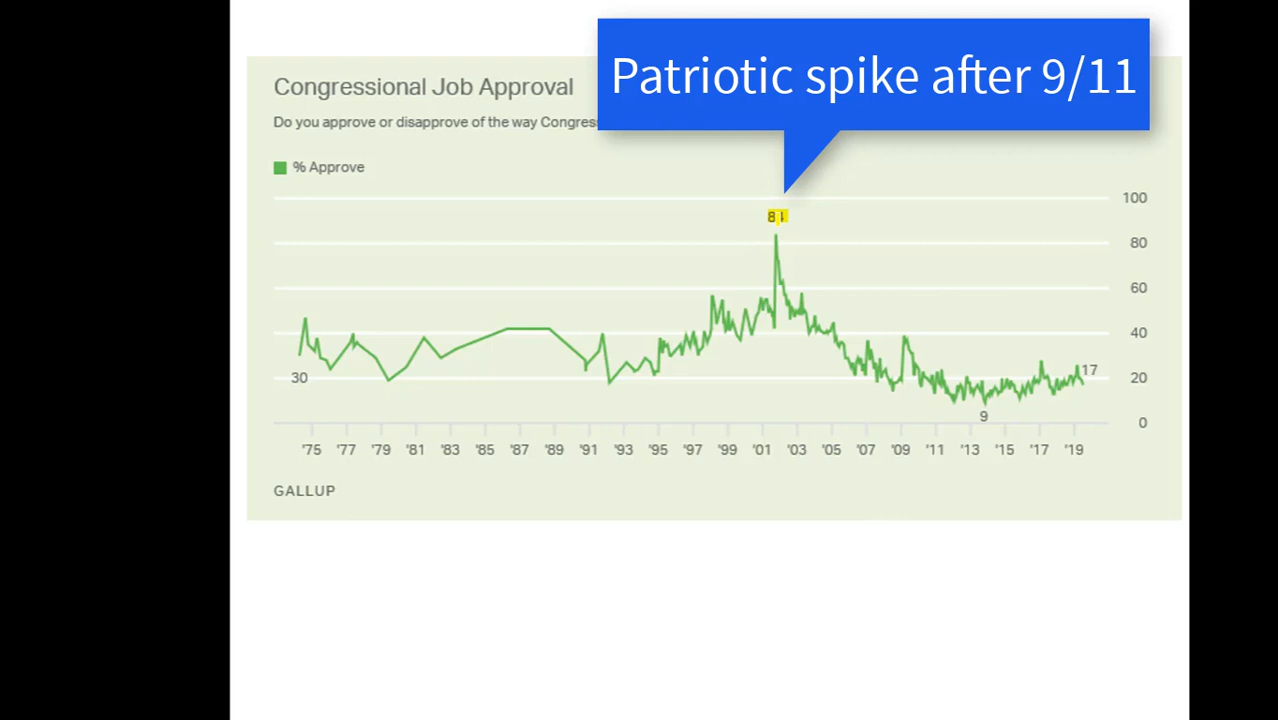 Patriotic spike after 9/11
Congressional Job Approval
Do you approve or disapprove of the way
% Approve
100
84
80
60
40
30
17
20
9
0
'75 '77 '79 '81 '83 '85 '87 '89 '91 '93 '95 '97 '99 '01 '03 '05 '07 '09 '11 '13 '15 '17 '19
GALLUP